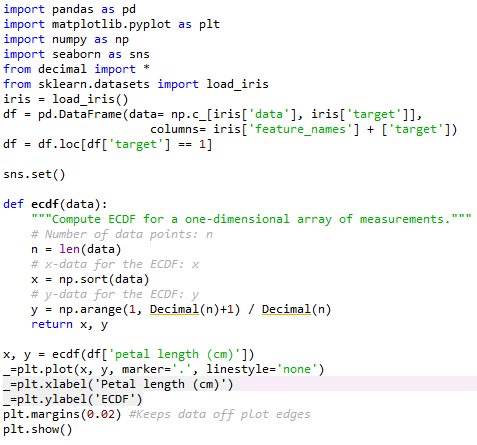 import pandas as pd
import matplotlib.pyplot as plt
import numpy as np
import seaborn as sns
from decimal import *
from sklearn.datasets import load_iris
iris = load_iris()
df = pd.DataFrame(data= np.c_[iris['data'], iris['target']],
                     columns= iris['feature_names'] + ['target'])
df = df.loc[df['target'] == 1]

sns.set()

def ecdf(data):
    """Compute ECDF for a one-dimensional array of measurements."""
    # Number of data points: n
    n = len(data)
    # x-data for the ECDF: x
    x = np.sort(data)
    # y-data for the ECDF: y
    y = np.arange(1, Decimal(n)+1) / Decimal(n)
    return x, y

x, y = ecdf(df['petal length (cm)'])
_=plt.plot(x, y, marker='.', linestyle='none')
_=plt.xlabel('Petal length (cm)')
_=plt.ylabel('ECDF')
plt.margins(0.02) #Keeps data off plot edges
plt.show()